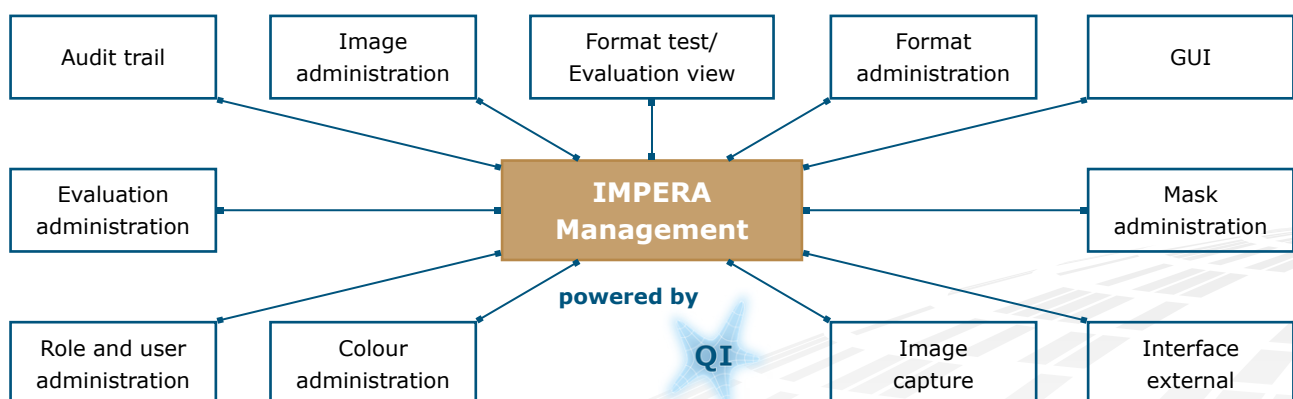 Audit trail
Image
administration
Format test/
Evaluation view
Format
administration
GUI
Evaluation
administration
IMPERA
Management
Mask
administration
powered by
QI
Role and user
administration
Colour
administration
Image
capture
Interface
external